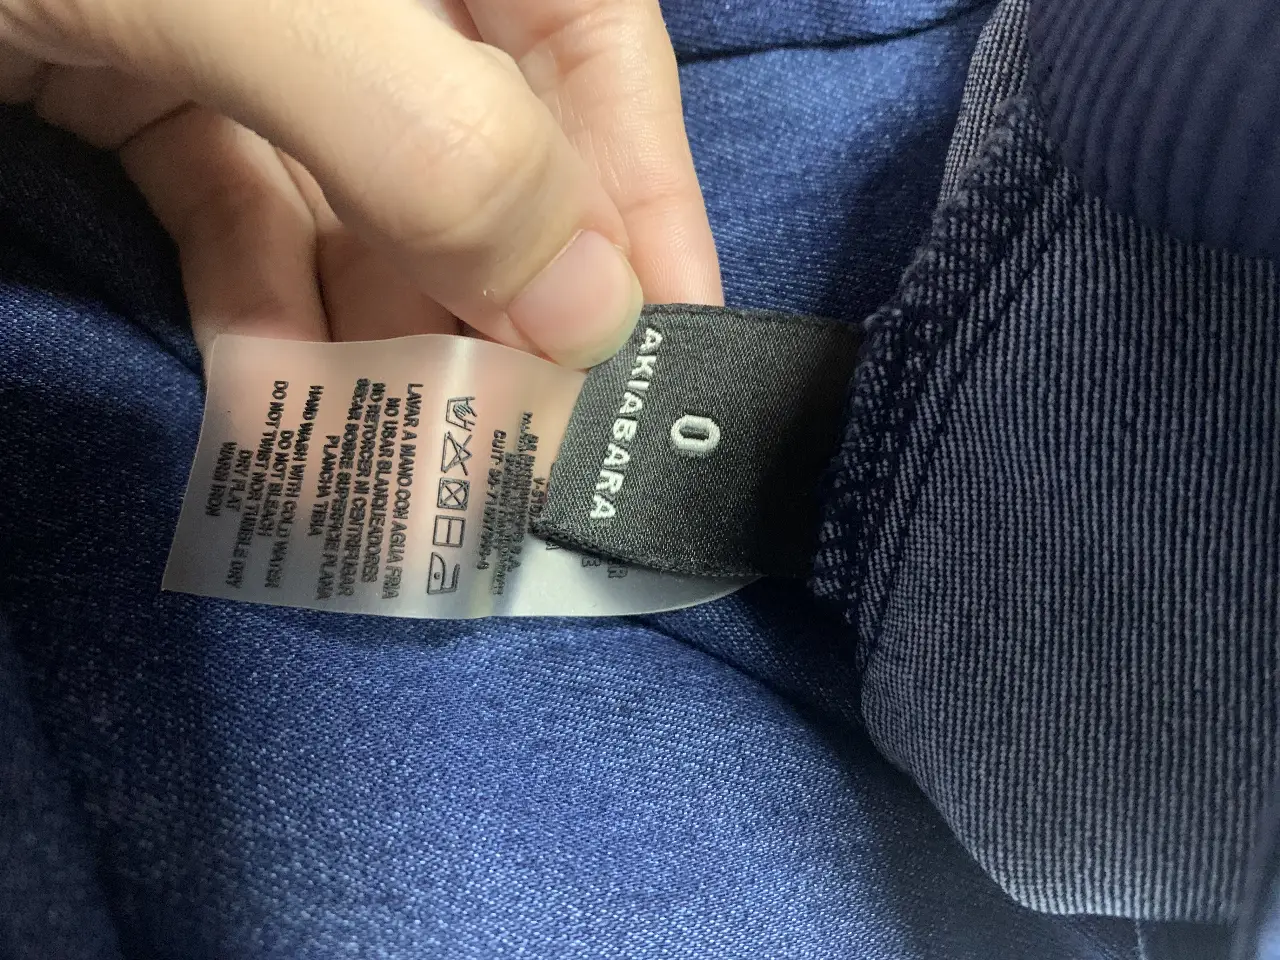 0
AKIABARA
LAVAR A MANO CON AGUA FRIA
NO USAR BLANQUEADORES
NO RETORCER NI CENTRIFUGAR
SECAR SOBRE SUPERFICIE PLANA
PLANCHA TIBIA
HAND WASH WITH COLD WATER
DO NOT BLEACH
DO NOT TWIST NOR TUMBLE DRY
DRY FLAT
WARM IRON